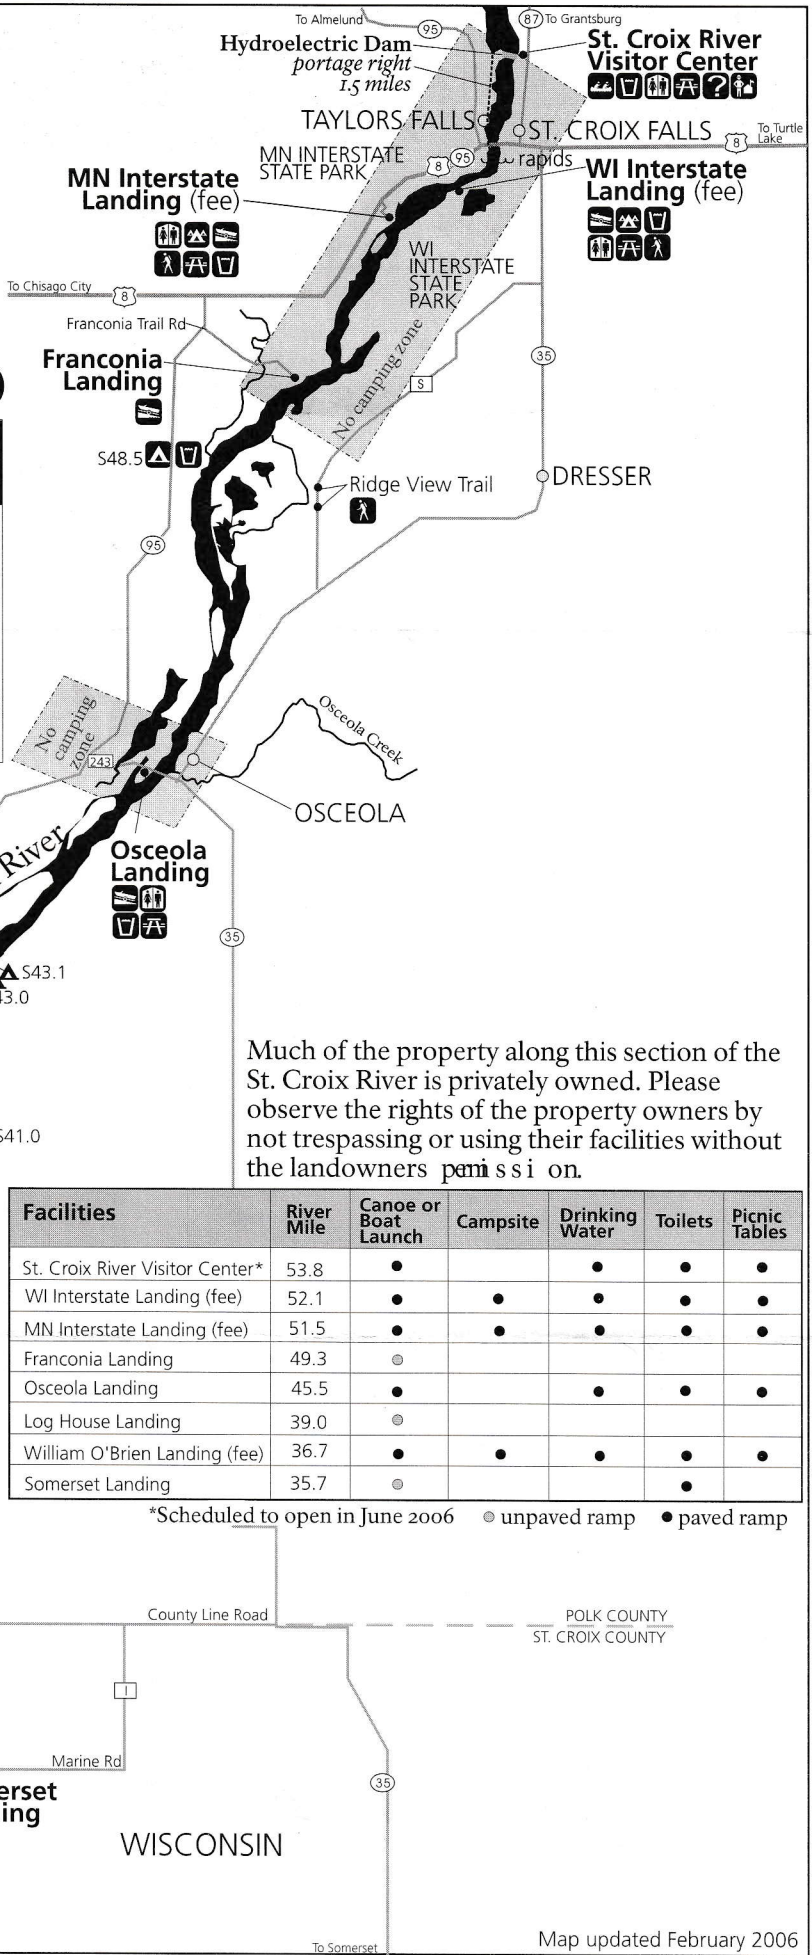 To Almelund
95
87
To Grantsburg
Hydroelectric Dam
portage right
1.5 miles
St. Croix River
Visitor Center
?
TAYLORS FALLS
ST. CROIX FALLS
8
To Turtle
Lake
MN INTERSTATE
STATE PARK
8
95
rapids
MN Interstate
Landing (fee)
WI Interstate
Landing (fee)
WI
INTERSTATE
STATE
PARK
To Chisago City
8
Franconia Trail Rd
Franconia
Landing
No camping zone
S
35
S48.5
Ridge View Trail
DRESSER
95
No
camping
zone
243
Osceola Creek
OSCEOLA
River
Osceola
Landing
35
S43.1
3.0
S41.0
Much of the property along this section of the
St. Croix River is privately owned. Please
observe the rights of the property owners by
not trespassing or using their facilities without
the landowners permission.
Facilities River Mile Canoe or Boat Launch Campsite Drinking Water Toilets Picnic Tables
St. Croix River Visitor Center* 53.8 ● ● ● ●
WI Interstate Landing (fee) 52.1 ● ● ● ● ●
MN Interstate Landing (fee) 51.5 ● ● ● ● ●
Franconia Landing 49.3 ●
Osceola Landing 45.5 ● ● ● ●
Log House Landing 39.0 ●
William O'Brien Landing (fee) 36.7 ● ● ● ● ●
Somerset Landing 35.7 ● ●
*Scheduled to open in June 2006 ● unpaved ramp ● paved ramp
County Line Road
POLK COUNTY
ST. CROIX COUNTY
I
Marine Rd
erset
ing
35
WISCONSIN
To Somerset
Map updated February 2006